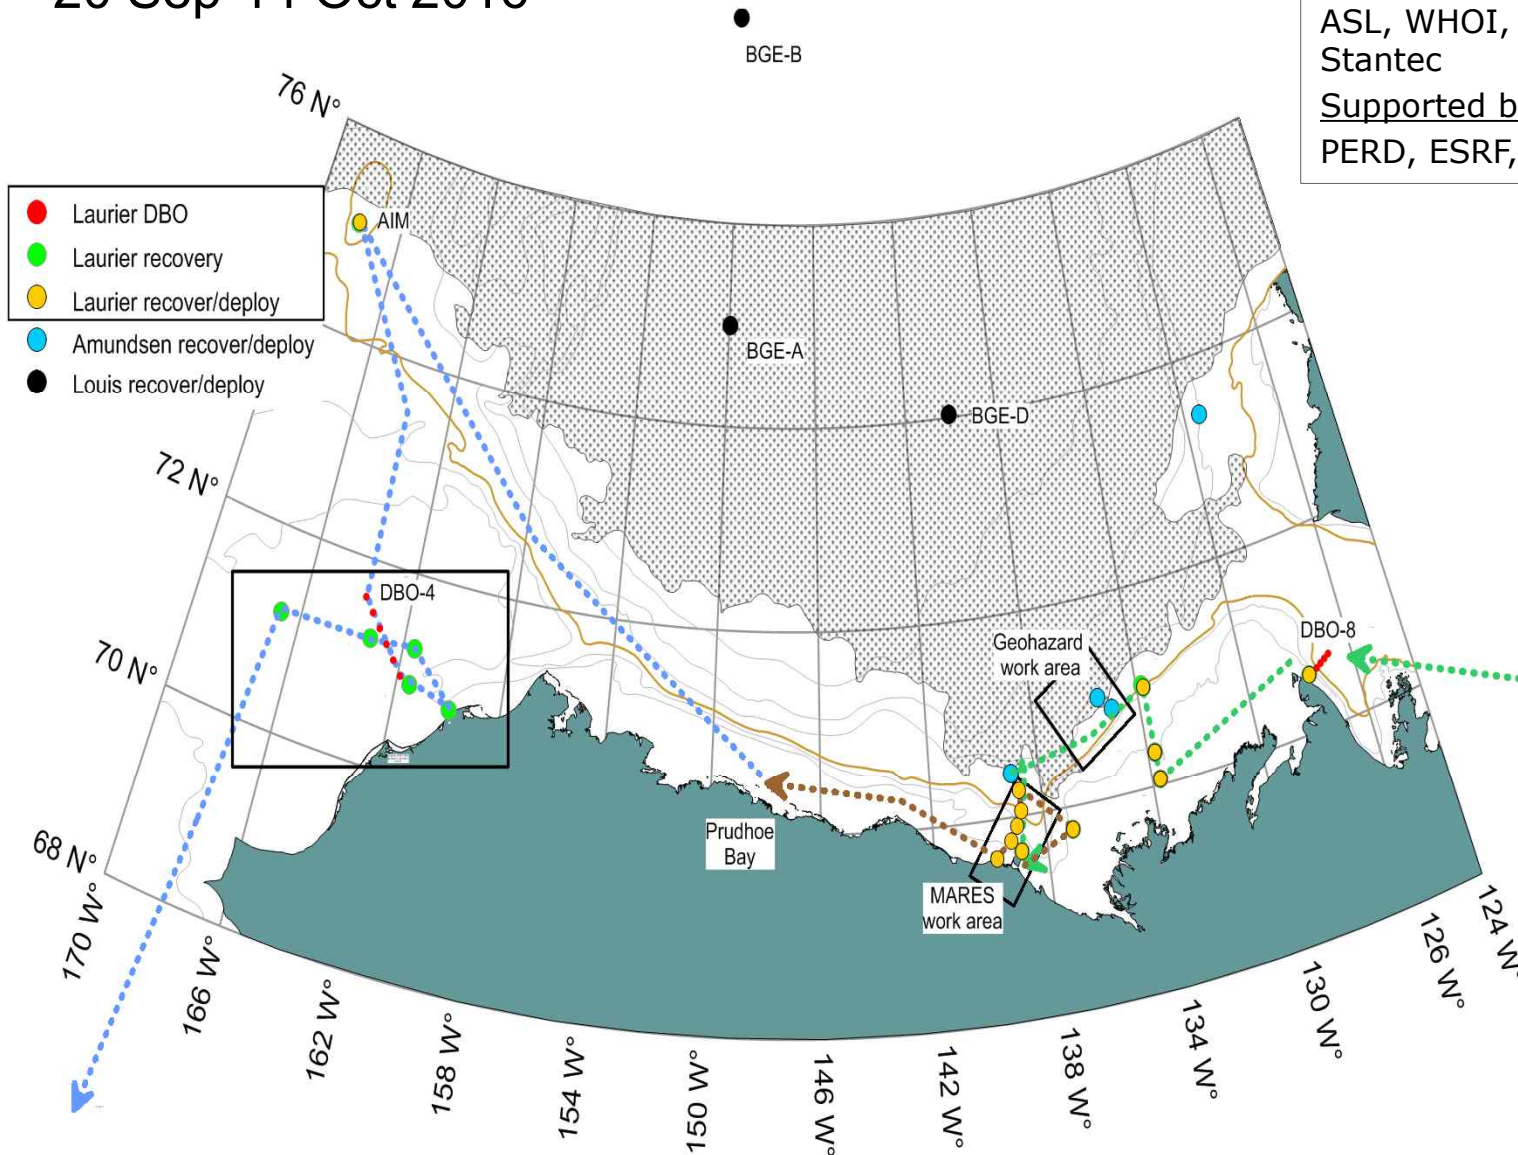 ASL, WHOI,
Stantec
Supported b
PERD, ESRF,
BGE-B
76 N°
Laurier DBO
Laurier recovery
Laurier recover/deploy
Amundsen recover/deploy
Louis recover/deploy
AIM
BGE-A
BGE-D
72 N°
DBO-4
70 N°
Geohazard
work area
DBO-8
Prudhoe
Bay
MARES
work area
68 N°
170 W°
166 W°
162 W°
158 W°
154 W°
150 W°
146 W°
142 W°
138 W°
134 W°
130 W°
126 W°
124 W°